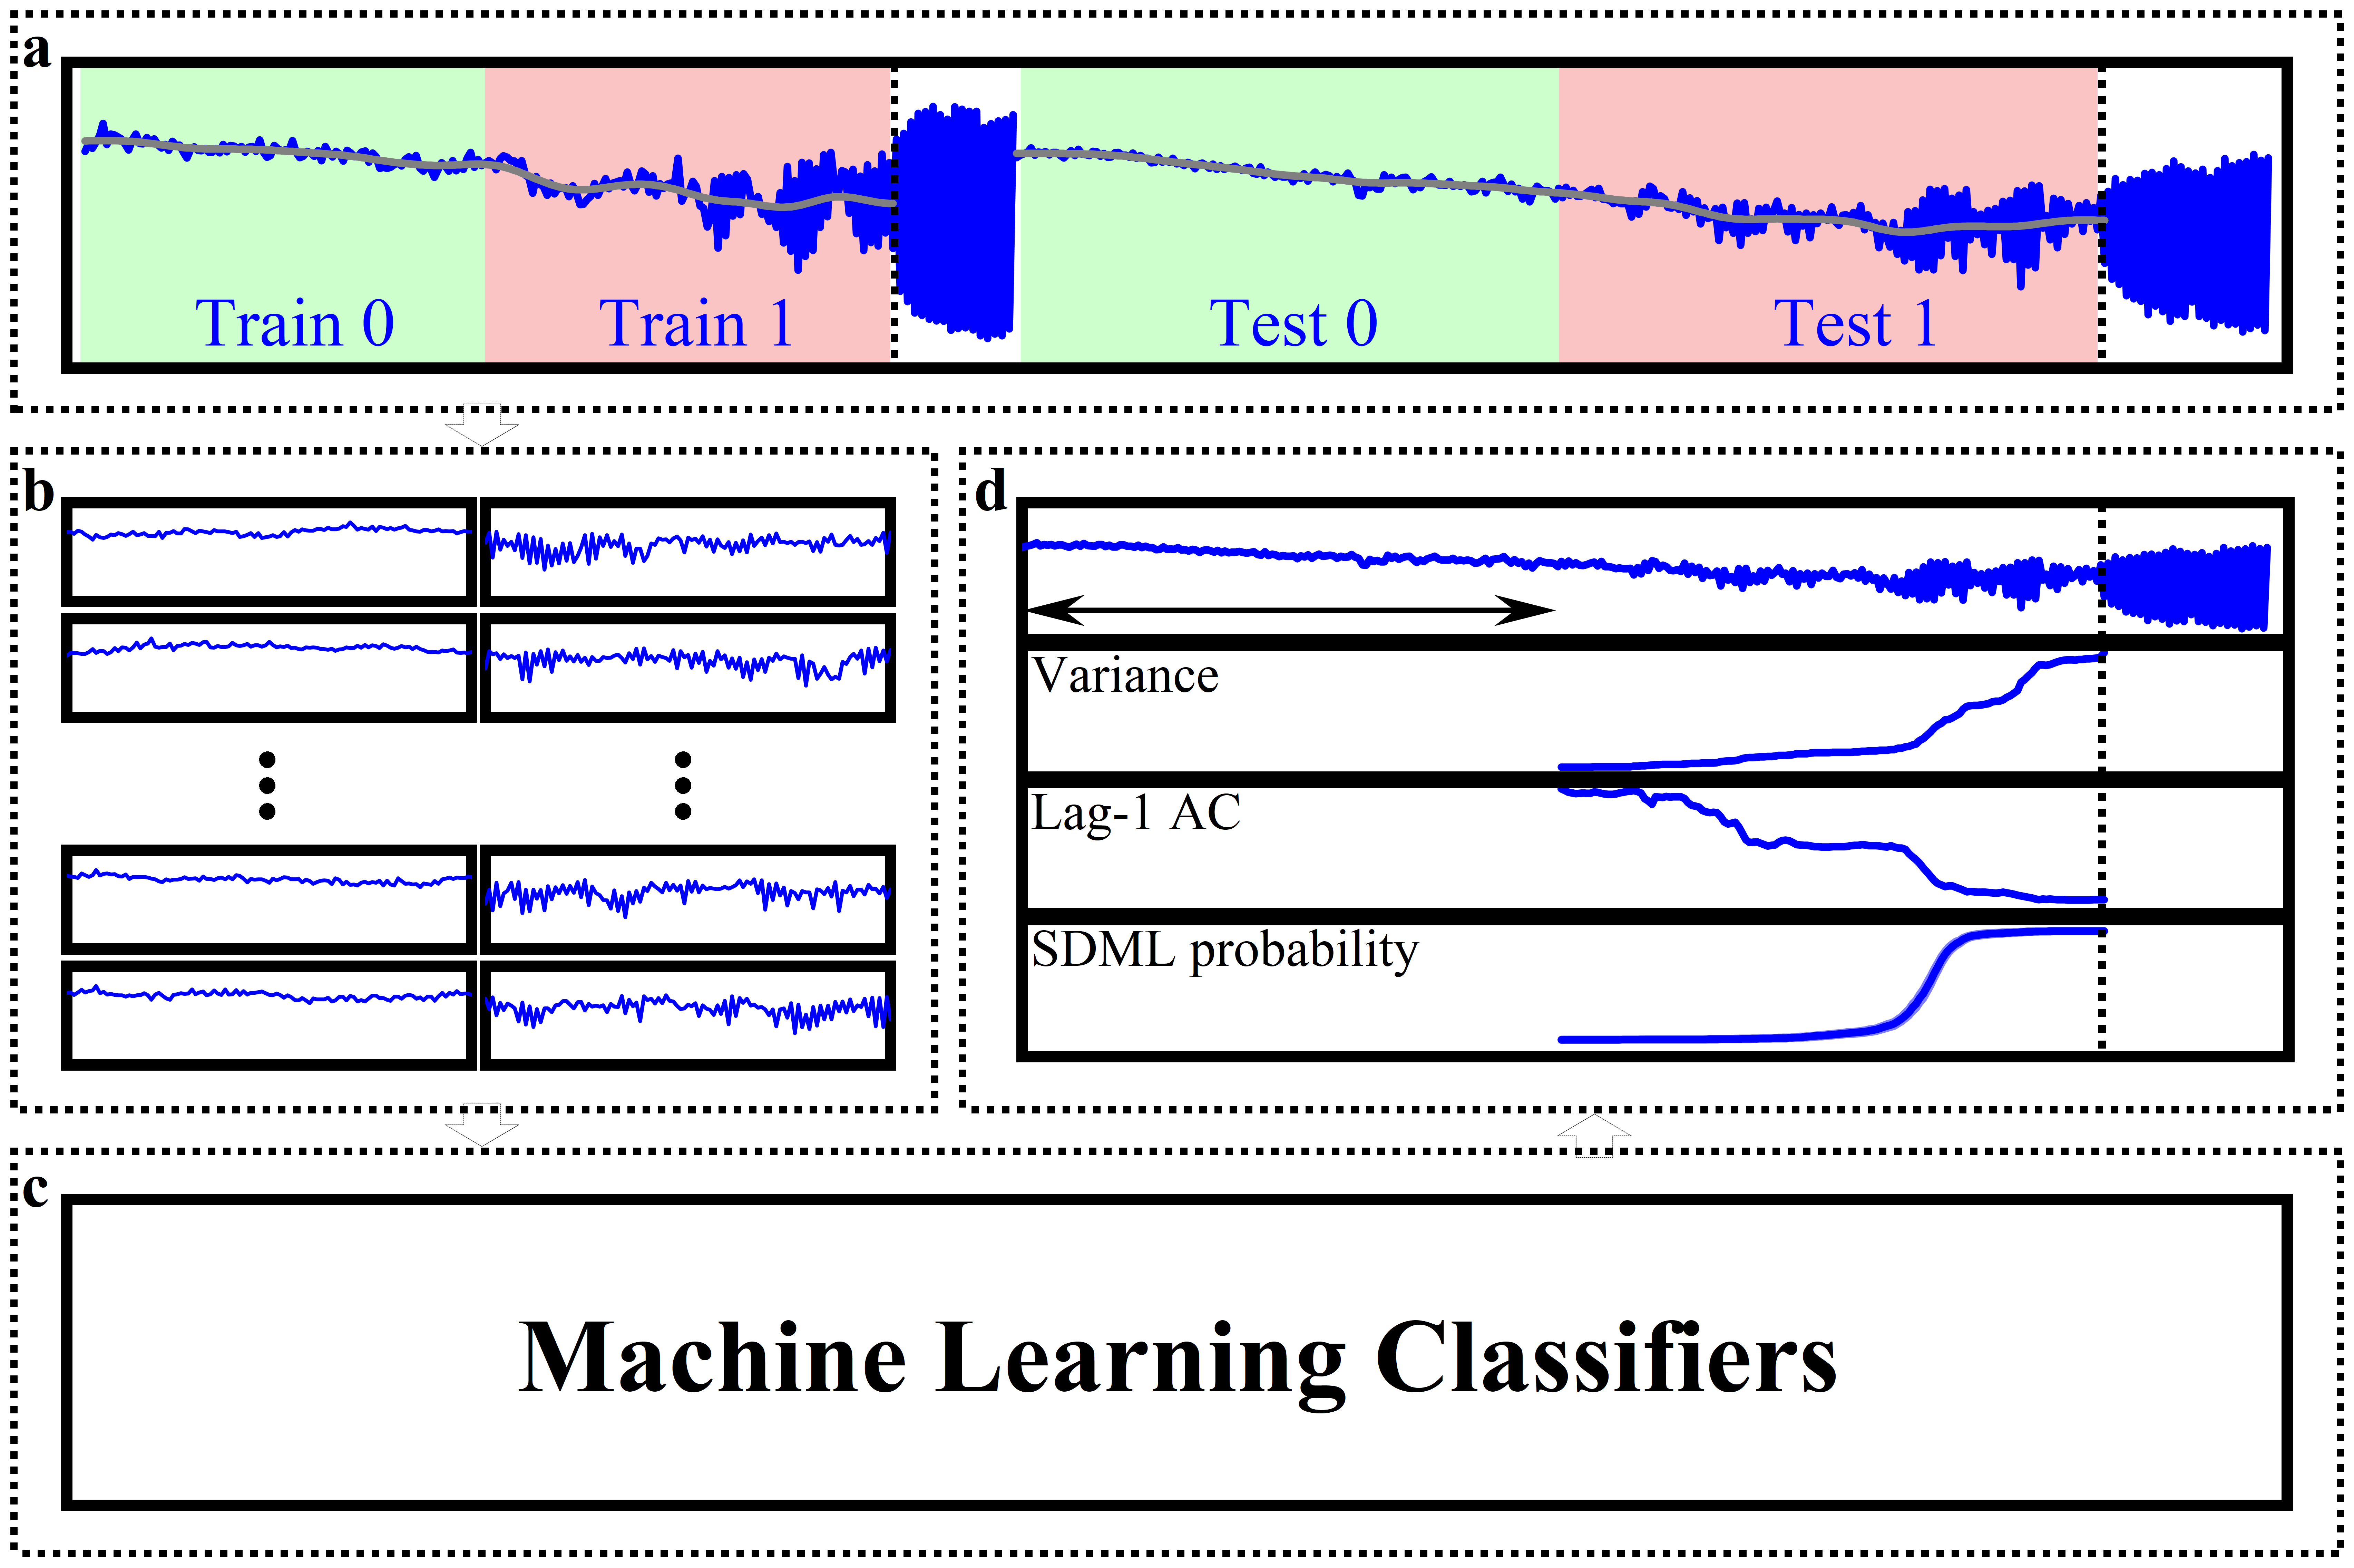 a
Train 0
Train 1
Test 0
Test 1
b
d
Variance
Lag-1 AC
SDML probability
c
Machine Learning Classifiers